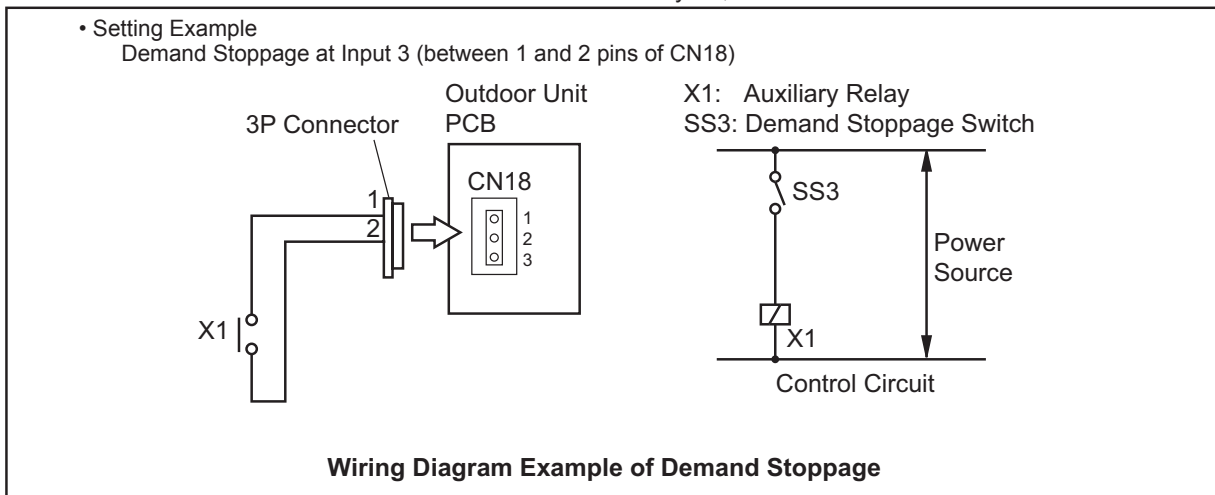 • Setting Example
Demand Stoppage at Input 3 (between 1 and 2 pins of CN18)
Outdoor Unit
PCB
3P Connector
CN18
1
2
1
2
3
X1
X1: Auxiliary Relay
SS3: Demand Stoppage Switch
SS3
Power
Source
X1
Control Circuit
Wiring Diagram Example of Demand Stoppage